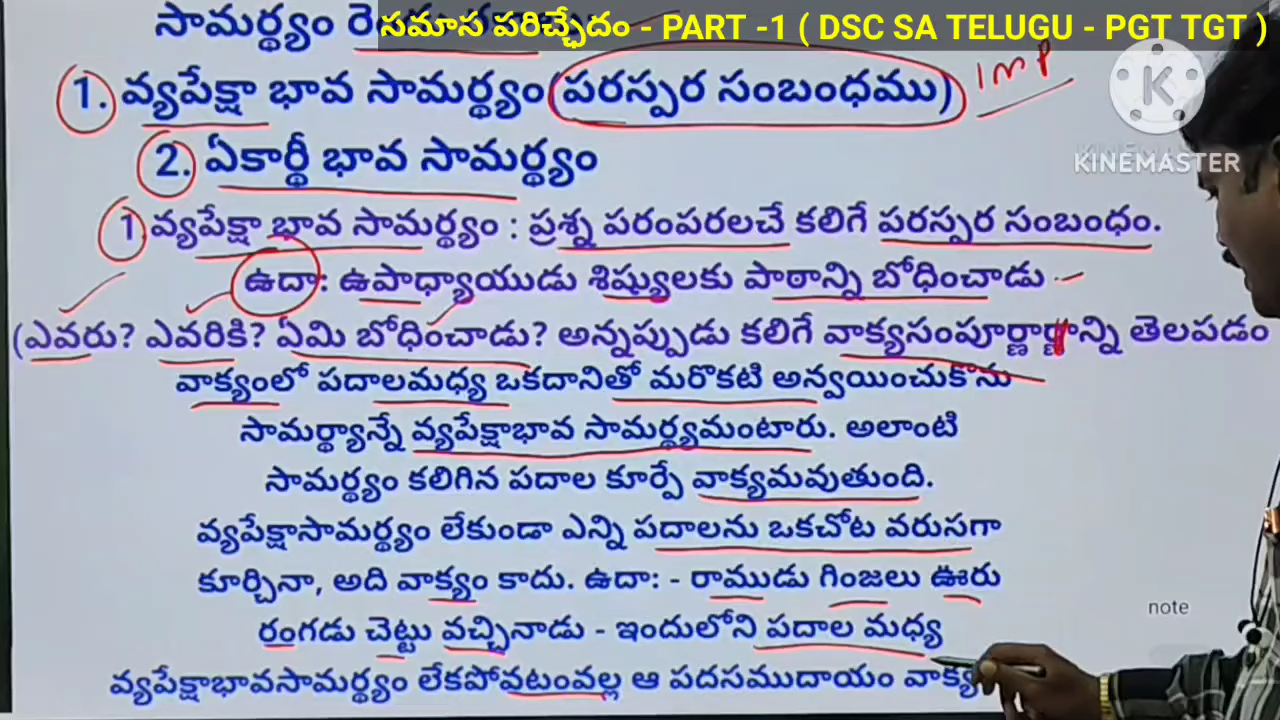 సమాస పరిచ్ఛేదం - PART -1 ( DSC SA TELUGU - PGT TGT )
సామర్థ్యం
1. వ్యపేక్షా భావ సామర్థ్యం(పరస్పర సంబంధము) IMP
K
KINEMASTER
2. ఏకార్థీ భావ సామర్థ్యం
1.వ్యపేక్షా భావ సామర్థ్యం : ప్రశ్న పరంపరలచే కలిగే పరస్పర సంబంధం.
ఉదా: ఉపాధ్యాయుడు శిష్యులకు పాఠాన్ని బోధించాడు
(ఎవరు? ఎవరికి? ఏమి బోధించాడు? అన్నప్పుడు కలిగే తెలపడం
వాక్యంలో పదాలమధ్య ఒకదానితో మరొకటి అన్వయించుకొను
సామర్థ్యాన్నే వ్యపేక్షాభావ సామర్థ్యమంటారు. అలాంటి
సామర్థ్యం కలిగిన పదాల కూర్పే వాక్యమవుతుంది.
వ్యపేక్షాసామర్థ్యం లేకుండా ఎన్ని పదాలను ఒకచోట వరుసగా
కూర్చినా, అది వాక్యం కాదు. ఉదా: - రాముడు గింజలు ఊరు
note
రంగడు చెట్టు వచ్చినాడు - ఇందులోని పదాల మధ్య
వ్యపేక్షాభావసామర్థ్యం లేకపోవటంవల్ల ఆ పదసముదాయం